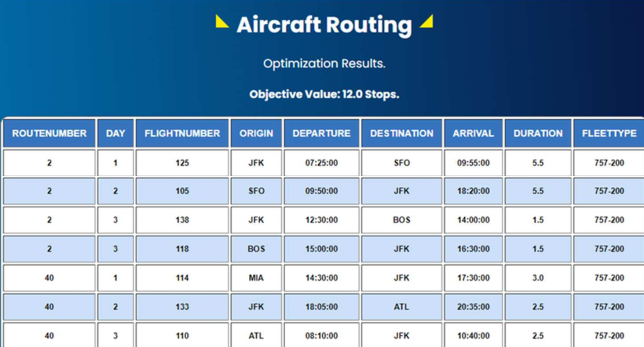 Aircraft Routing
Optimization Results.
Objective Value: 12.0 Stops.
ROUTENUMBER DAY FLIGHTNUMBER ORIGIN DEPARTURE DESTINATION ARRIVAL DURATION FLEETTYPE
2 1 125 JFK 07:25:00 SFO 09:55:00 5.5 757-200
2 2 105 SFO 09:50:00 JFK 18:20:00 5.5 757-200
2 3 138 JFK 12:30:00 BOS 14:00:00 1.5 757-200
2 3 118 BOS 15:00:00 JFK 16:30:00 1.5 757-200
40 1 114 MIA 14:30:00 JFK 17:30:00 3.0 757-200
40 2 133 JFK 18:05:00 ATL 20:35:00 2.5 757-200
40 3 110 ATL 08:10:00 JFK 10:40:00 2.5 757-200